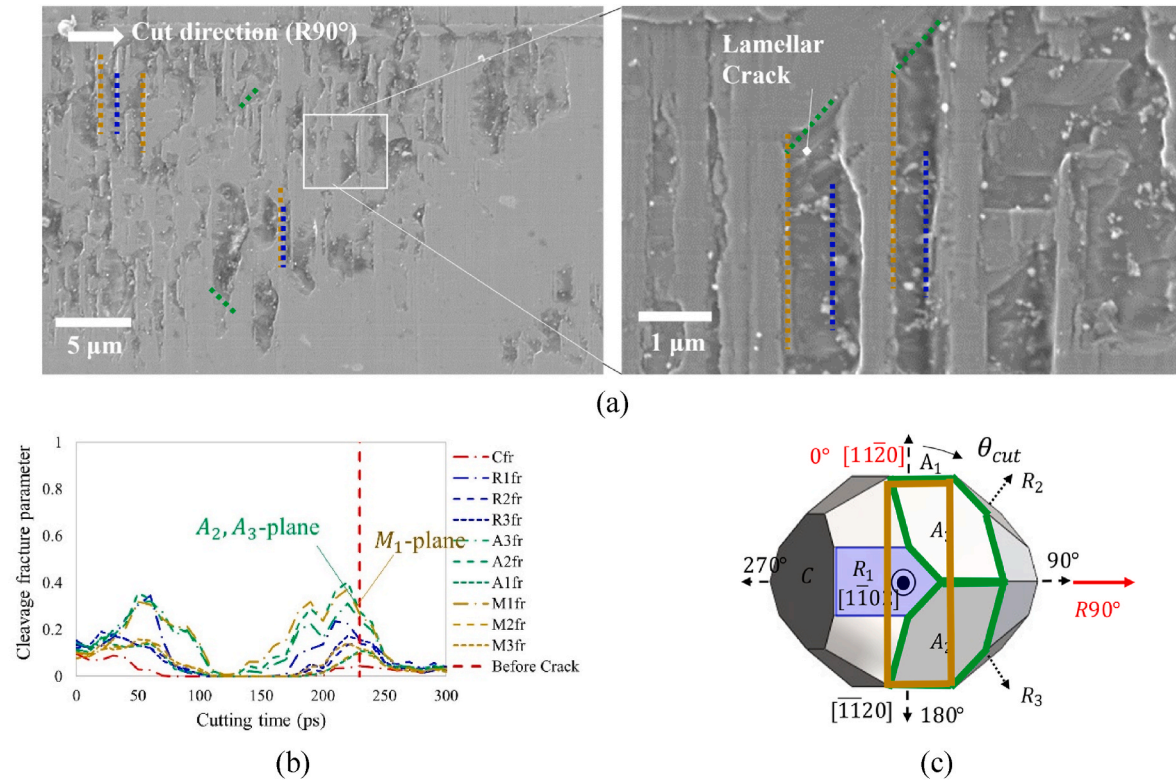 Cut direction (R90°)
5 μm
Lamellar
Crack
1 μm
(a)
Cleavage fracture parameter
1
0.8
0.6
0.4
0.2
0
0
50
100
150
200
250
300
Cutting time (ps)
A₂, A₃-plane
M₁-plane
Cfr
R1fr
R2fr
R3fr
A3fr
A2fr
A1fr
M1fr
M2fr
M3fr
Before Crack
(b)
0° [112̅0]
A₁
θcut
R₂
270°
C
R₁
90°
R90°
A₂
[1̅1̅20]
180°
R₃
(c)